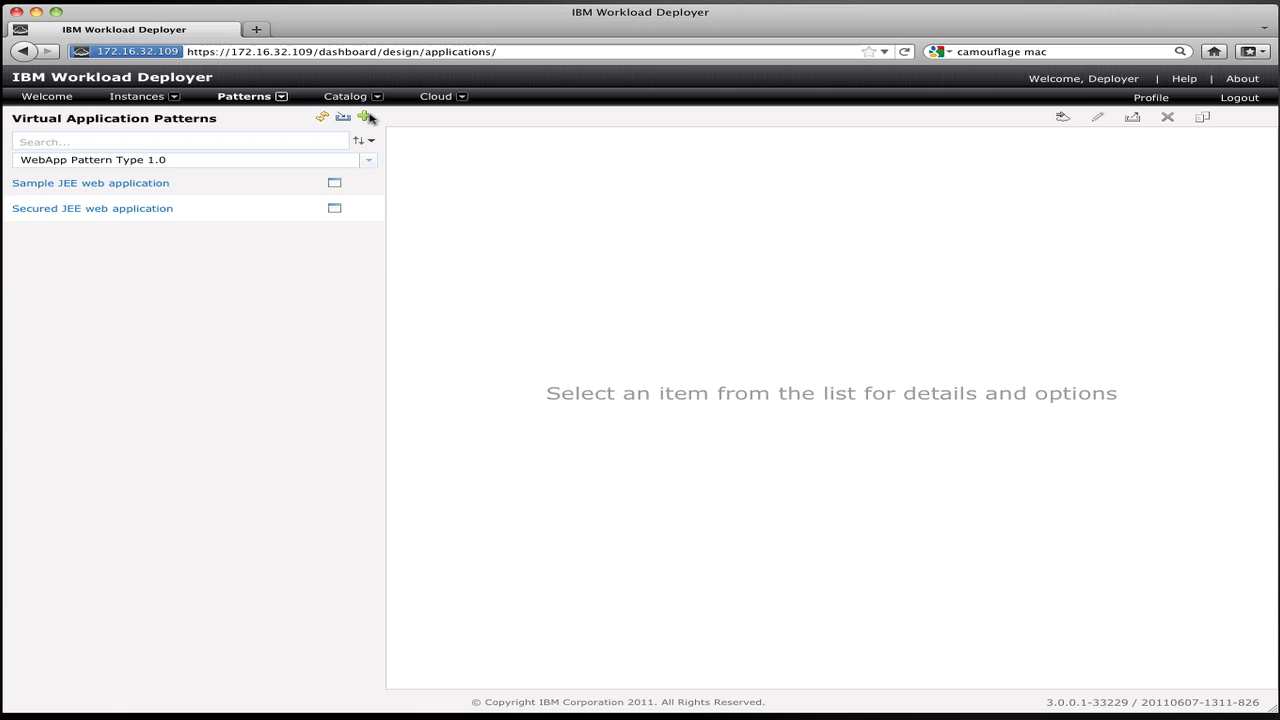 IBM Workload Deployer
IBM Workload Deployer
172.16.32.109 https://172.16.32.109/dashboard/design/applications/ camouflage mac
IBM Workload Deployer Welcome, Deployer | Help | About
Welcome Instances Patterns Catalog Cloud Profile Logout
Virtual Application Patterns
Search...
WebApp Pattern Type 1.0
Sample JEE web application
Secured JEE web application
Select an item from the list for details and options
© Copyright IBM Corporation 2011. All Rights Reserved. 3.0.0.1-33229 / 20110607-1311-826